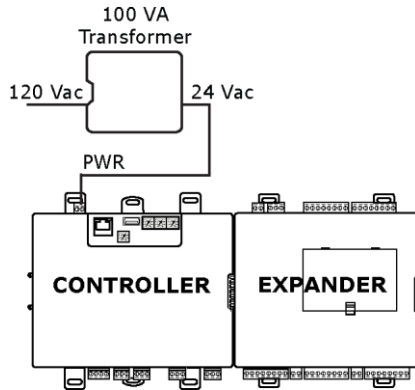 100 VA
Transformer
120 Vac
24 Vac
PWR
CONTROLLER
EXPANDER